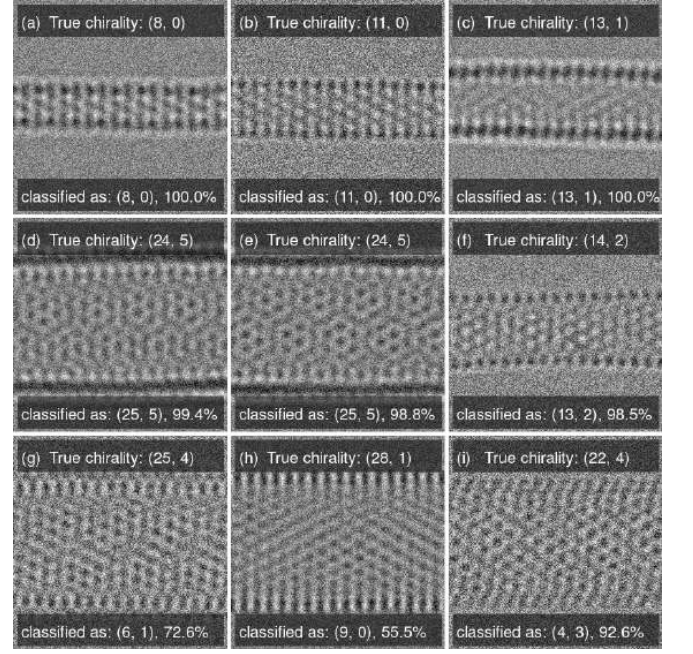 (a) True chirality: (8, 0)
(b) True chirality: (11, 0)
(c) True chirality: (13, 1)
classified as: (8, 0), 100.0%
classified as: (11, 0), 100.0%
classified as: (13, 1), 100.0%
(d) True chirality: (24, 5)
(e) True chirality: (24, 5)
(f) True chirality: (14, 2)
classified as: (25, 5), 99.4%
classified as: (25, 5), 98.8%
classified as: (13, 2), 98.5%
(g) True chirality: (25, 4)
(h) True chirality: (28, 1)
(i) True chirality: (22, 4)
classified as: (6, 1), 72.6%
classified as: (9, 0), 55.5%
classified as: (4, 3), 92.6%